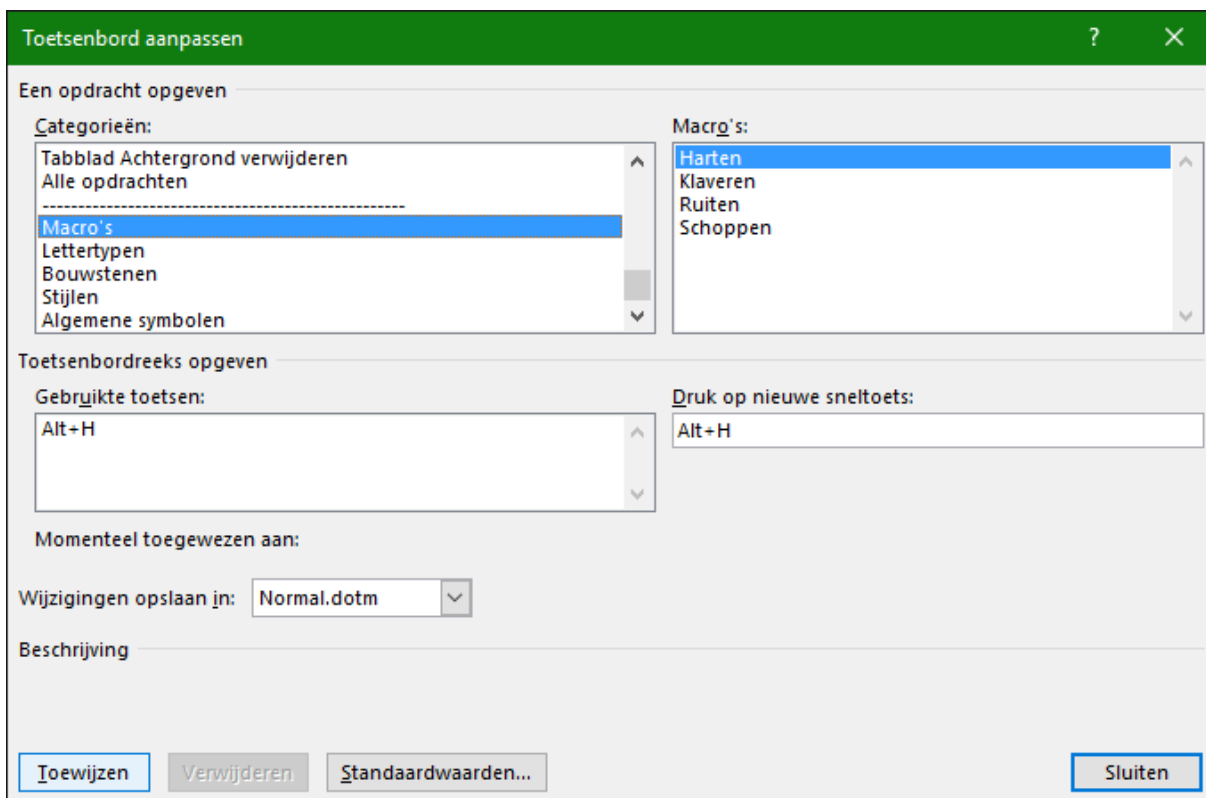 Toetsenbord aanpassen
?
Een opdracht opgeven
Categorieën:
Tabblad Achtergrond verwijderen
Alle opdrachten
--------------------------------------------------
Macro's
Lettertypen
Bouwstenen
Stijlen
Algemene symbolen
Macro's:
Harten
Klaveren
Ruiten
Schoppen
Toetsenbordreeks opgeven
Gebruikte toetsen:
Alt+H
Druk op nieuwe sneltoets:
Alt+H
Momenteel toegewezen aan:
Wijzigingen opslaan in: Normal.dotm
Beschrijving
Toewijzen Verwijderen Standaardwaarden... Sluiten